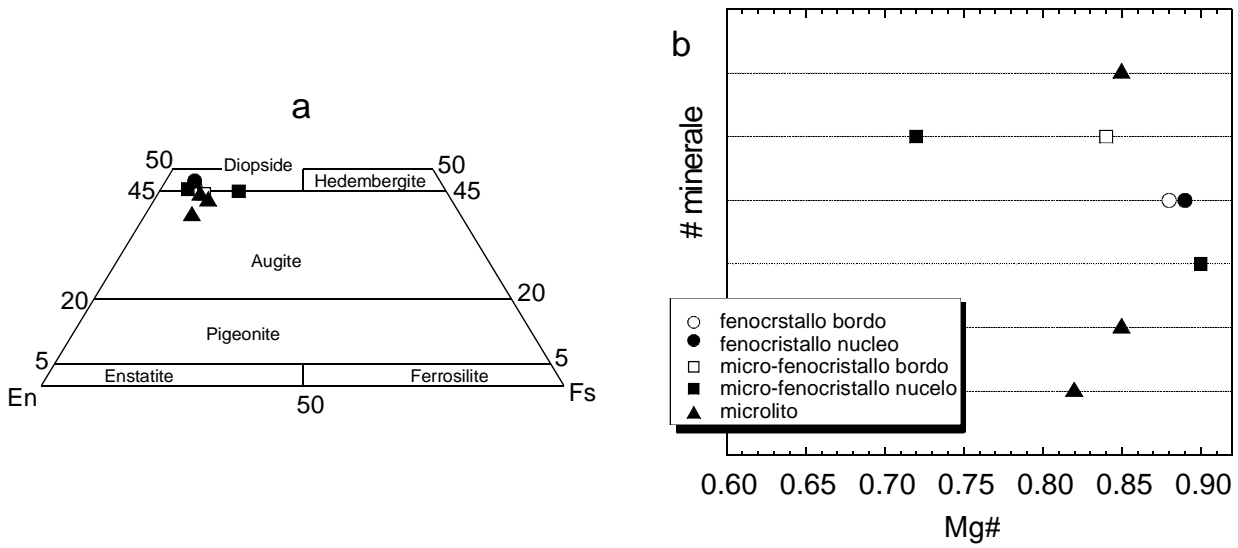 a
50
Diopside
50
45
Hedembergite
45
Augite
20
20
Pigeonite
5
5
Enstatite
Ferrosilite
En
50
Fs
b
# minerale
fenocrstallo bordo
fenocristallo nucleo
micro-fenocristallo bordo
micro-fenocristallo nucelo
microlito
0.60 0.65 0.70 0.75 0.80 0.85 0.90
Mg#